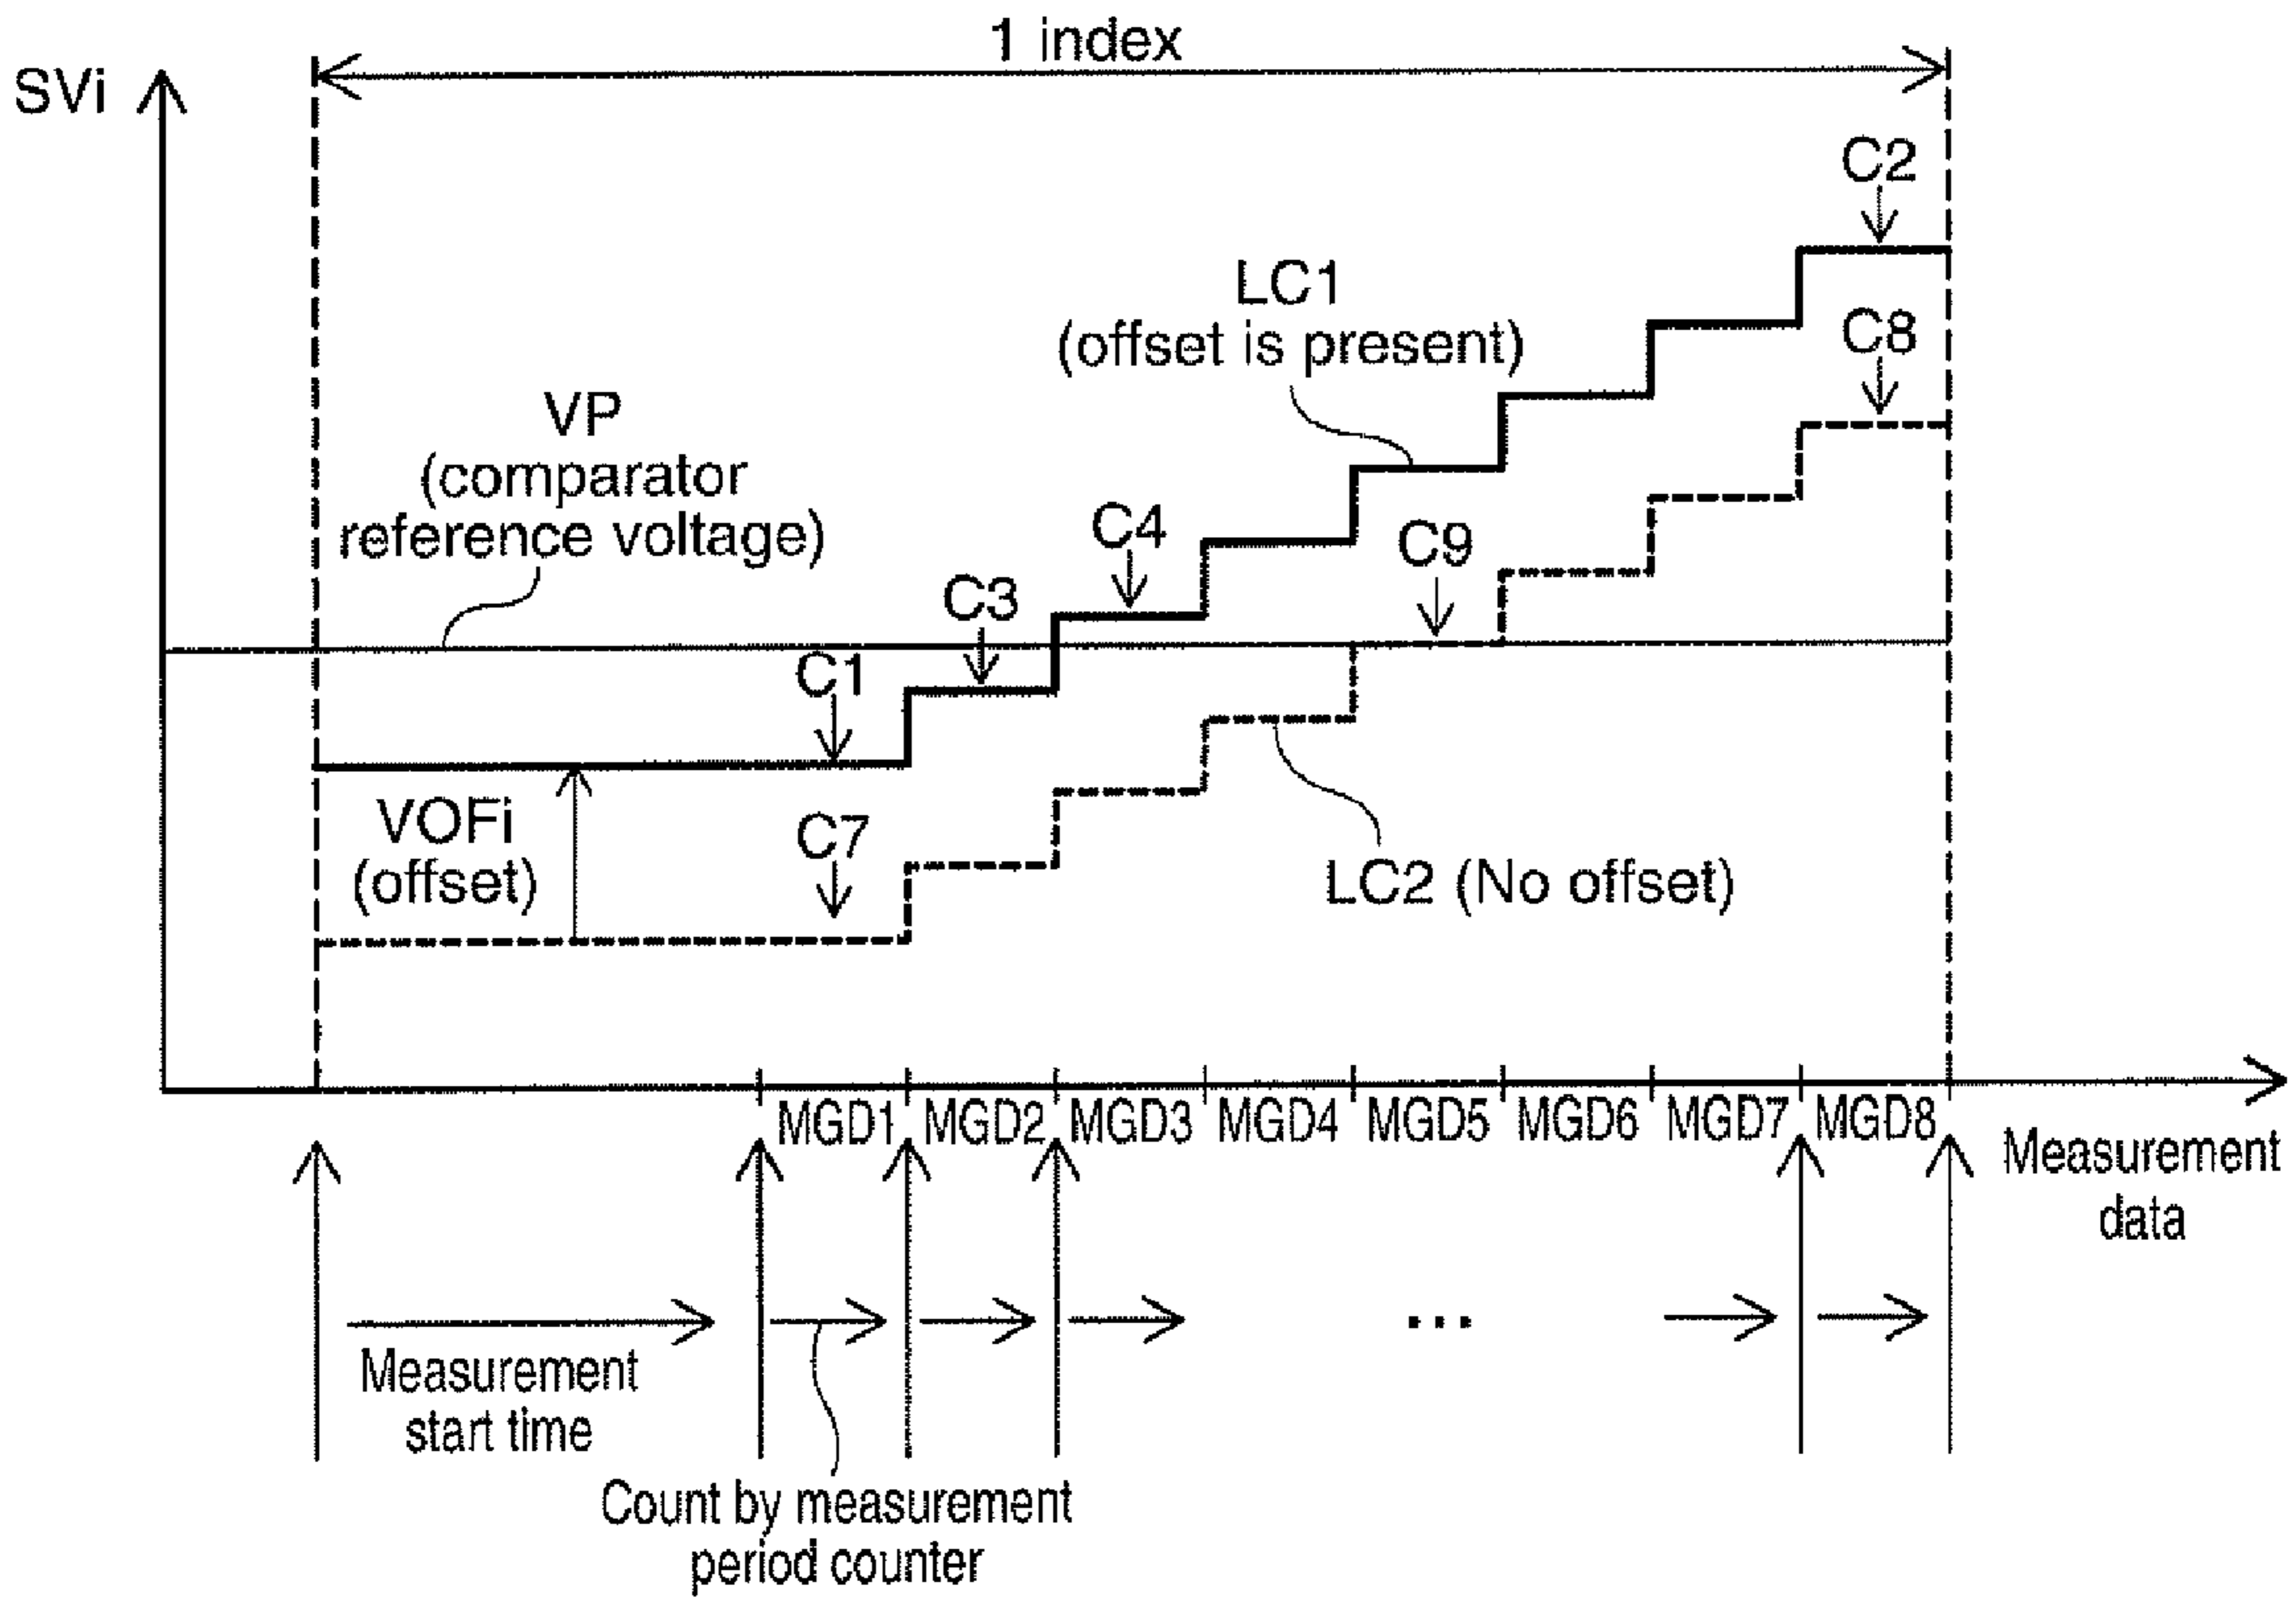 1 index
SVi
C2
LC1
(offset is present)
C8
VP
(comparator
reference voltage)
C4
C9
C3
C1
VOFi
(offset)
C7
LC2 (No offset)
MGD1 MGD2 MGD3 MGD4 MGD5 MGD6 MGD7 MGD8
Measurement
data
...
Measurement
start time
Count by measurement
period counter